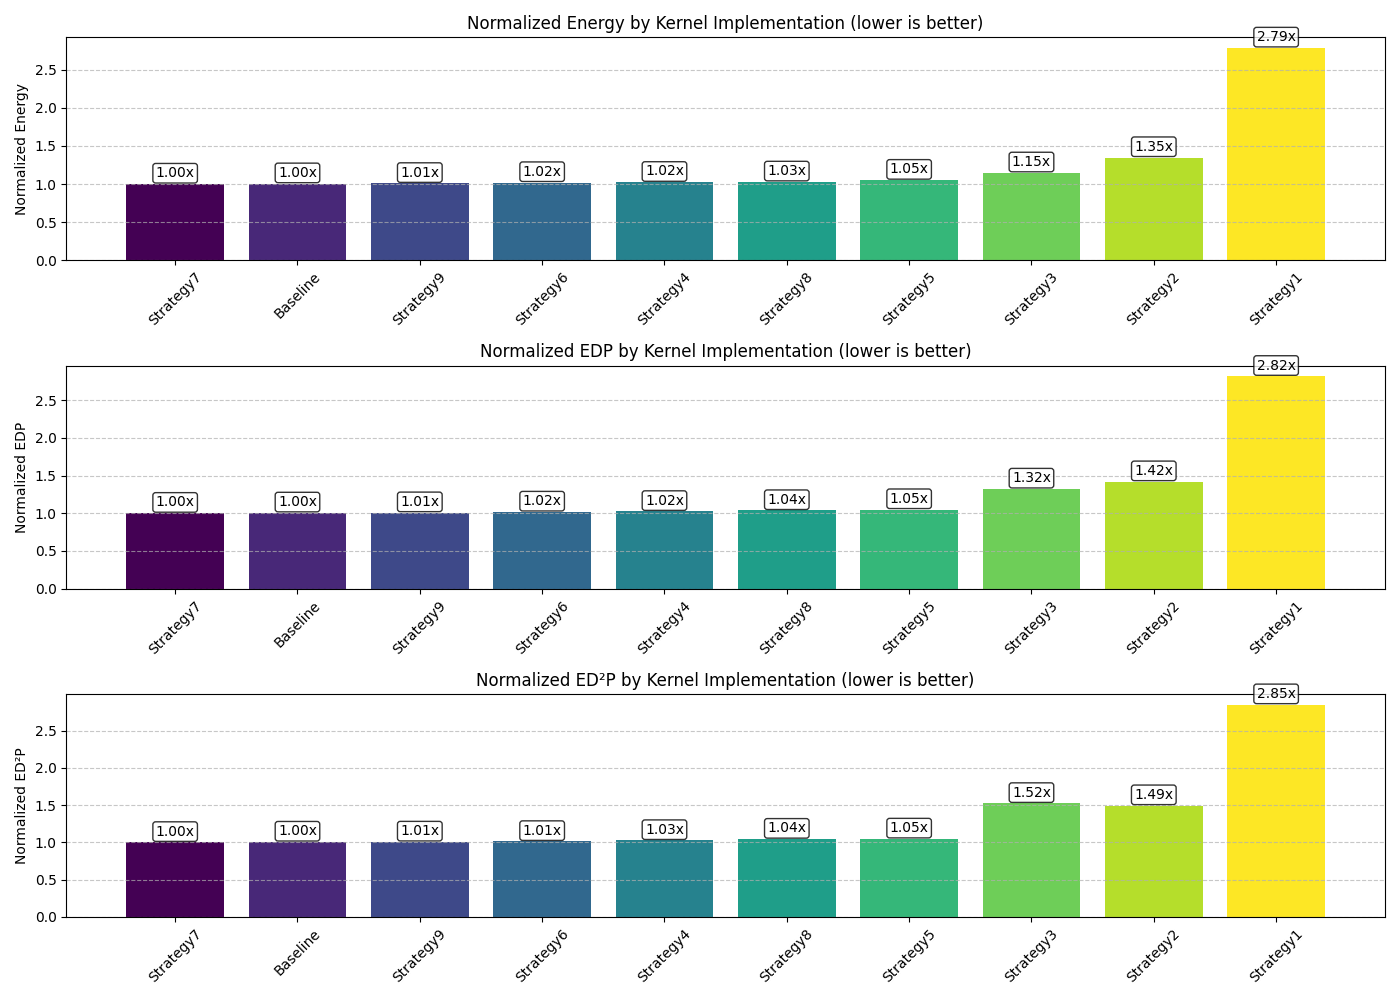 Normalized Energy by Kernel Implementation (lower is better)
Normalized Energy
2.5
2.0
1.5
1.0
0.5
0.0
1.00x
1.00x
1.01x
1.02x
1.02x
1.03x
1.05x
1.15x
1.35x
2.79x
Strategy7
Baseline
Strategy9
Strategy6
Strategy4
Strategy8
Strategy5
Strategy3
Strategy2
Strategy1
Normalized EDP by Kernel Implementation (lower is better)
Normalized EDP
2.5
2.0
1.5
1.0
0.5
0.0
1.00x
1.00x
1.01x
1.02x
1.02x
1.04x
1.05x
1.32x
1.42x
2.82x
Strategy7
Baseline
Strategy9
Strategy6
Strategy4
Strategy8
Strategy5
Strategy3
Strategy2
Strategy1
Normalized ED²P by Kernel Implementation (lower is better)
Normalized ED²P
2.5
2.0
1.5
1.0
0.5
0.0
1.00x
1.00x
1.01x
1.01x
1.03x
1.04x
1.05x
1.52x
1.49x
2.85x
Strategy7
Baseline
Strategy9
Strategy6
Strategy4
Strategy8
Strategy5
Strategy3
Strategy2
Strategy1